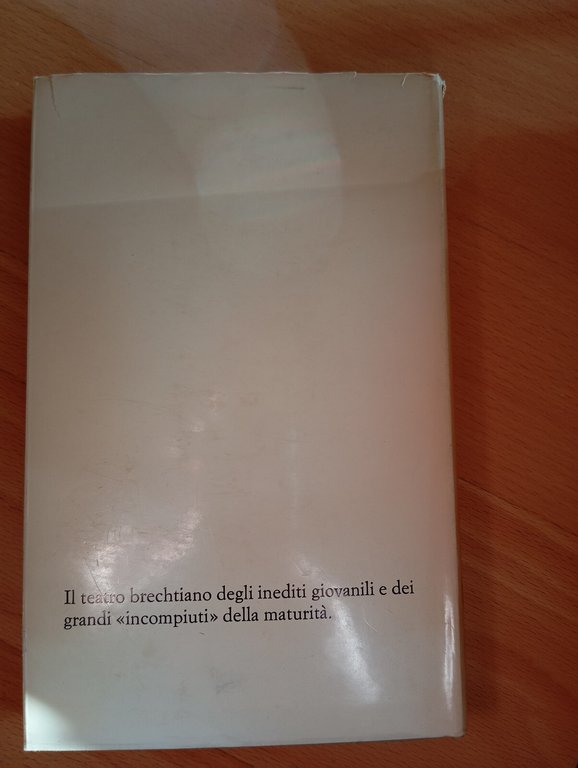 Il teatro brechtiano degli inediti giovanili e dei
grandi «incompiuti» della maturità.